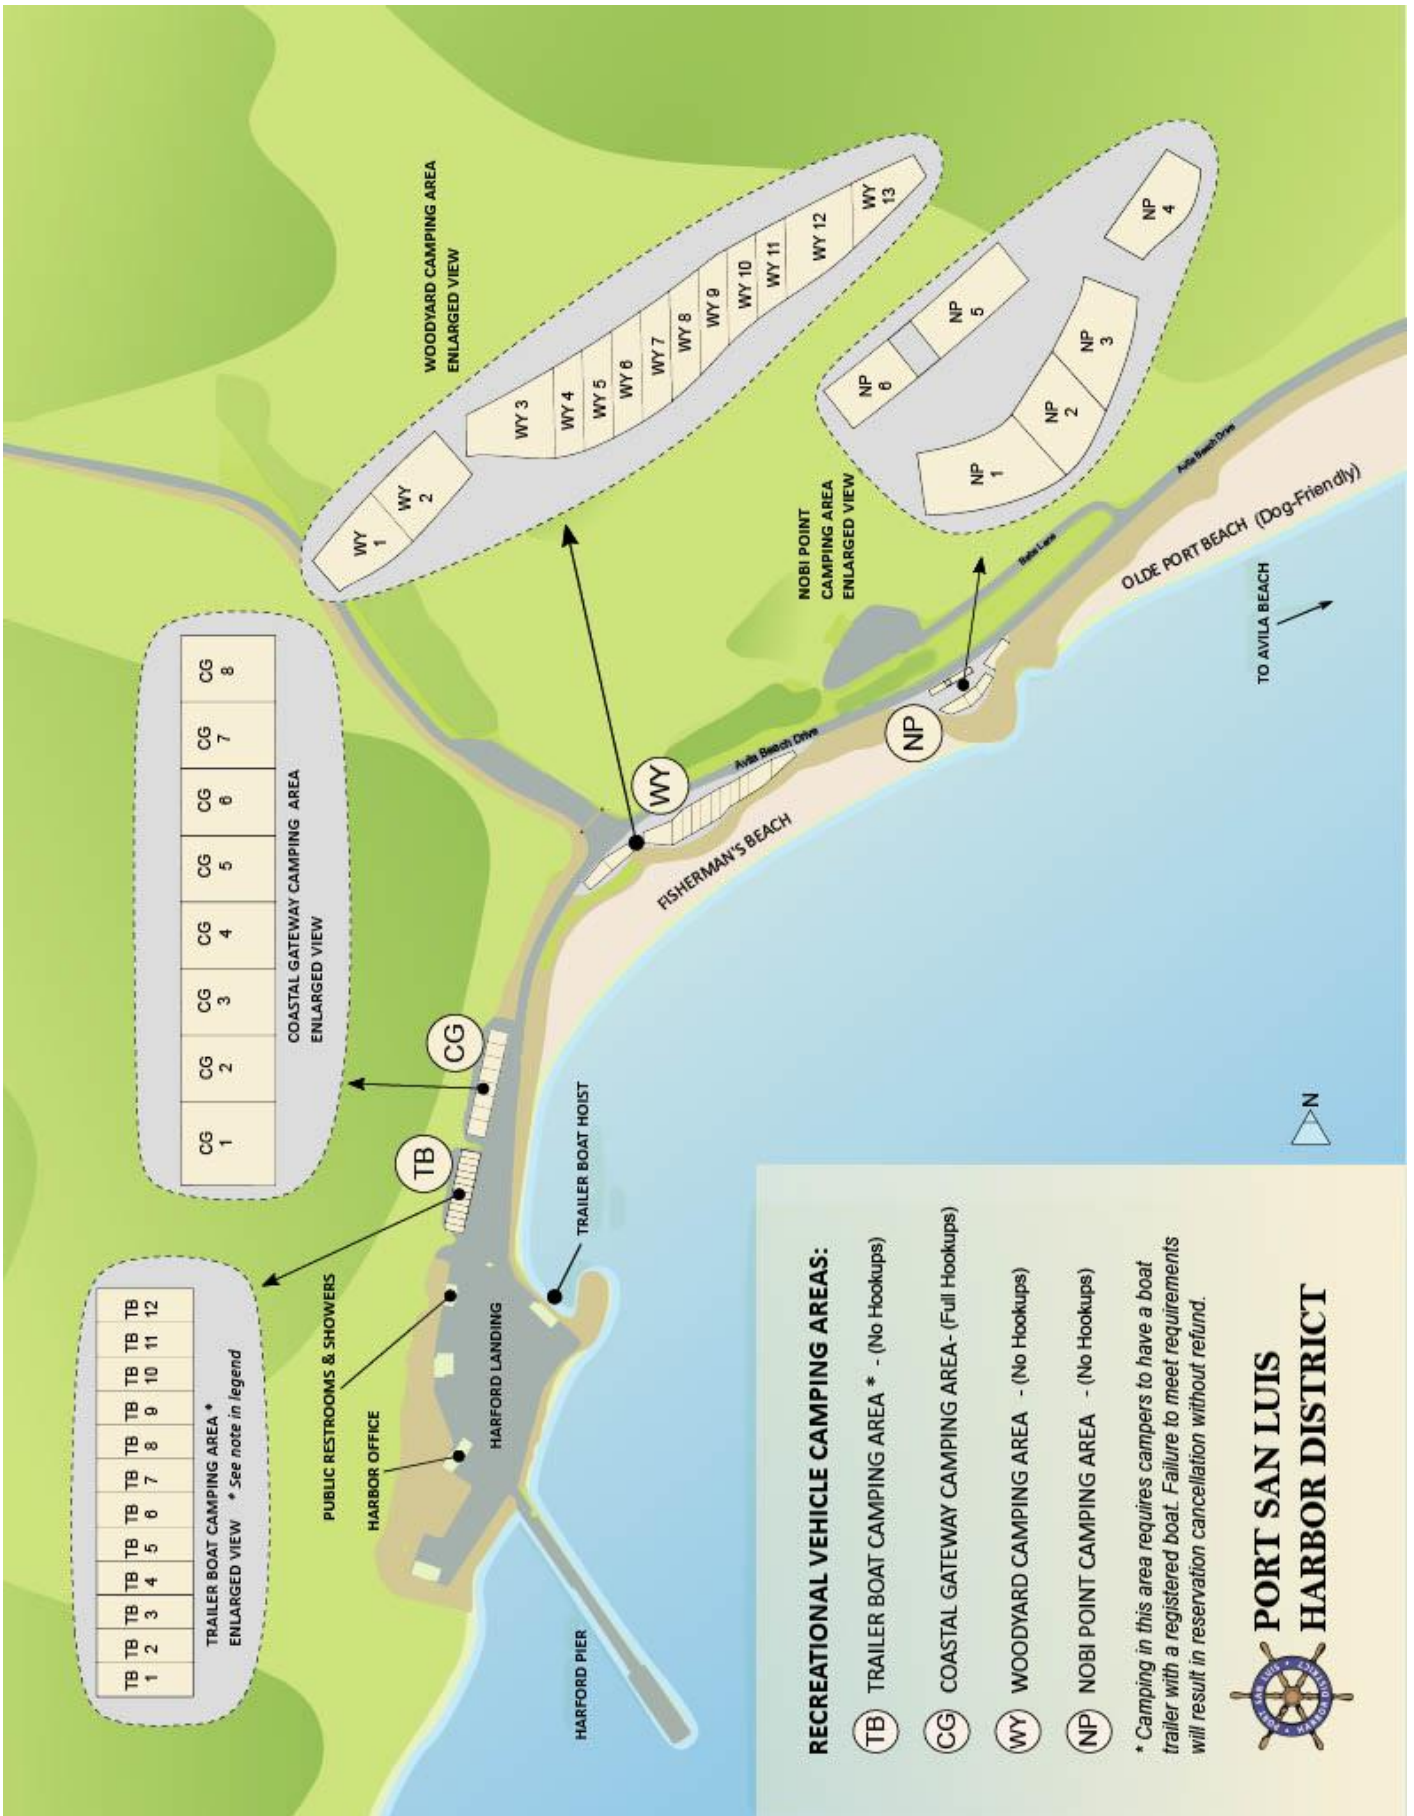 TB 1
TB 2
TB 3
TB 4
TB 5
TB 6
TB 7
TB 8
TB 9
TB 10
TB 11
TB 12
TRAILER BOAT CAMPING AREA *
ENLARGED VIEW * See note in legend
CG 1
CG 2
CG 3
CG 4
CG 5
CG 6
CG 7
CG 8
COASTAL GATEWAY CAMPING AREA
ENLARGED VIEW
WOODYARD CAMPING AREA
ENLARGED VIEW
WY 1
WY 2
WY 3
WY 4
WY 5
WY 6
WY 7
WY 8
WY 9
WY 10
WY 11
WY 12
WY 13
NOBI POINT
CAMPING AREA
ENLARGED VIEW
NP 1
NP 2
NP 3
NP 4
NP 5
NP 6
PUBLIC RESTROOMS & SHOWERS
HARBOR OFFICE
HARFORD LANDING
TB
CG
WY
NP
TRAILER BOAT HOIST
HARFORD PIER
FISHERMAN'S BEACH
Avila Beach Drive
Babe Lane
Avila Beach Drive
OLDE PORT BEACH (Dog-Friendly)
TO AVILA BEACH
N
RECREATIONAL VEHICLE CAMPING AREAS:
TB TRAILER BOAT CAMPING AREA * - (No Hookups)
CG COASTAL GATEWAY CAMPING AREA- (Full Hookups)
WY WOODYARD CAMPING AREA - (No Hookups)
NP NOBI POINT CAMPING AREA - (No Hookups)
* Camping in this area requires campers to have a boat
trailer with a registered boat. Failure to meet requirements
will result in reservation cancellation without refund.
PORT SAN LUIS
HARBOR DISTRICT
PORT SAN LUIS • HARBOR DISTRICT •